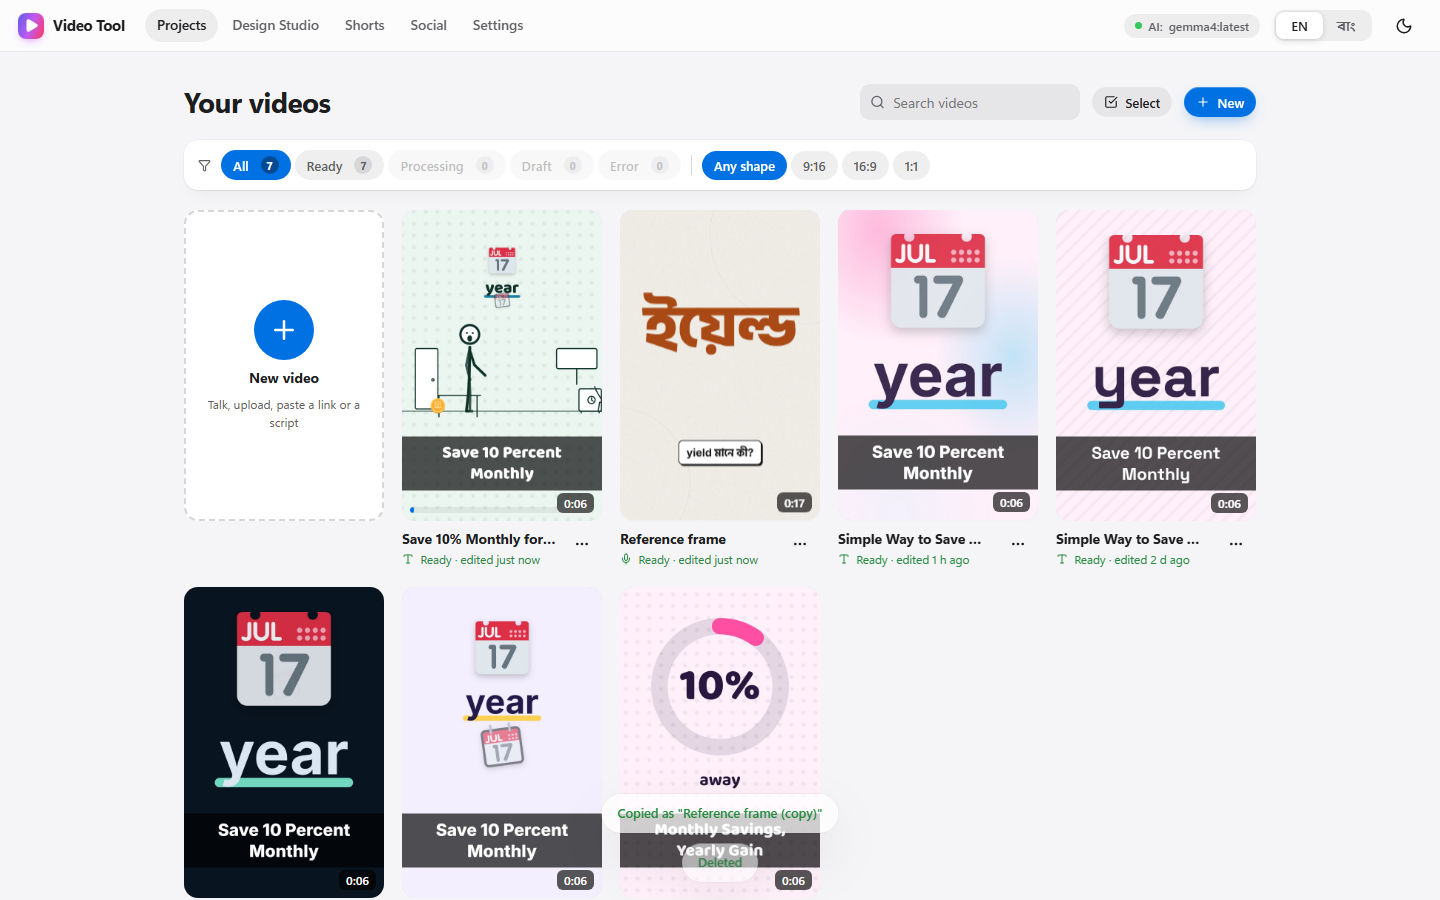 Video Tool
Projects
Design Studio
Shorts
Social
Settings
AI: gemma4:latest
EN
বাং
Your videos
Search videos
Select
New
All 7
Ready 7
Processing 0
Draft 0
Error 0
Any shape
9:16
16:9
1:1
New video
Talk, upload, paste a link or a
script
JUL
17
year
JUL
17
Save 10 Percent
Monthly
0:06
Save 10% Monthly for...
Ready · edited just now
ইয়েল্ড
yield মানে কী?
0:17
Reference frame
Ready · edited just now
JUL
17
year
Save 10 Percent
Monthly
0:06
Simple Way to Save ...
Ready · edited 1 h ago
JUL
17
year
Save 10 Percent
Monthly
0:06
Simple Way to Save ...
Ready · edited 2 d ago
JUL
17
year
Save 10 Percent
Monthly
0:06
JUL
17
year
JUL
17
Save 10 Percent
Monthly
0:06
10%
away
Copied as "Reference frame (copy)"
Monthly Savings,
Yearly Gain
Deleted
0:06